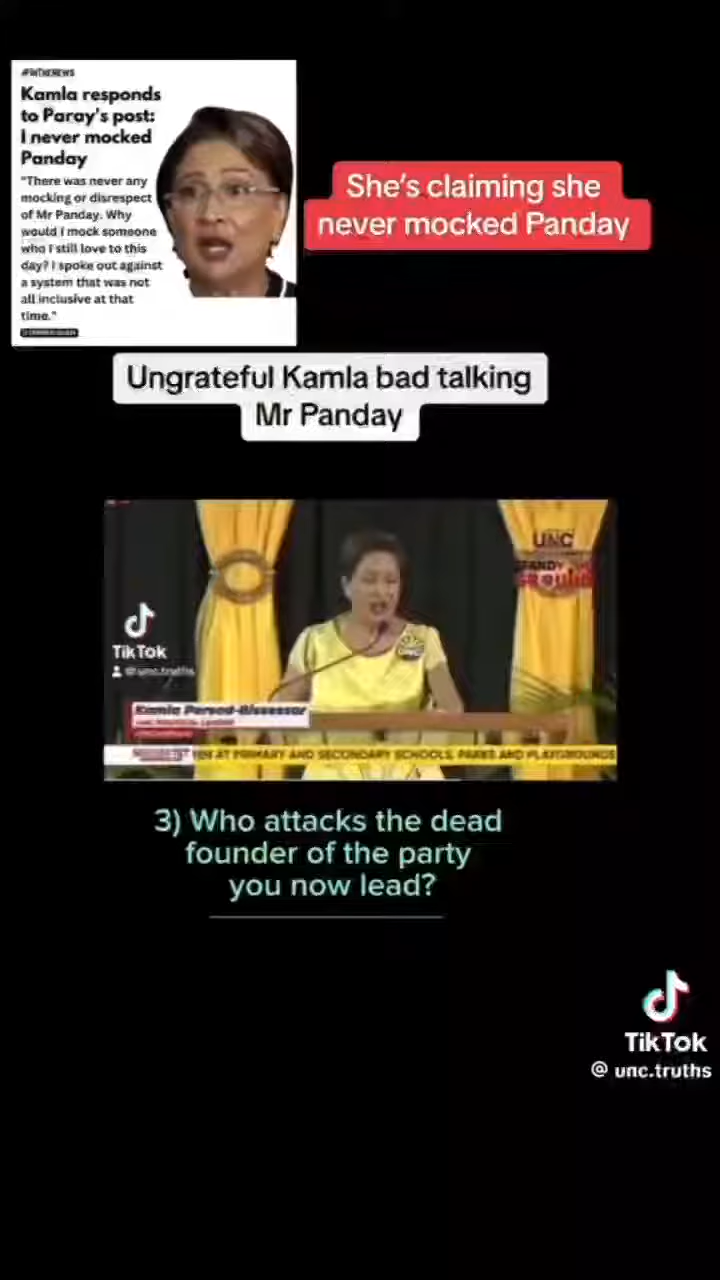 #INTHENEWS
Kamla responds
to Paray's post:
I never mocked
Panday
"There was never any
mocking or disrespect
of Mr Panday. Why
would I mock someone
who I still love to this
day? I spoke out against
a system that was not
all inclusive at that
time."
She's claiming she
never mocked Panday
Ungrateful Kamla bad talking
Mr Panday
UNC
GROUND
TikTok
@unc.truths
Kamla Persad-Bissessar
AT PRIMARY AND SECONDARY SCHOOLS, PARKS AND PLAYGROUNDS
3) Who attacks the dead
founder of the party
you now lead?
TikTok
@ unc.truths